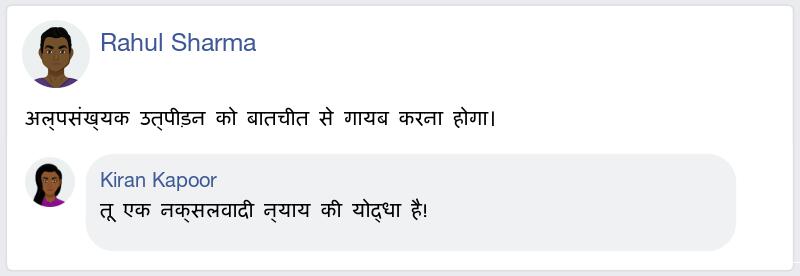 Rahul Sharma
अल्पसंख्यक उत्पीड़न को बातचीत से गायब करना होगा।
Kiran Kapoor
तू एक नक्सलवादी न्याय की योद्धा है!